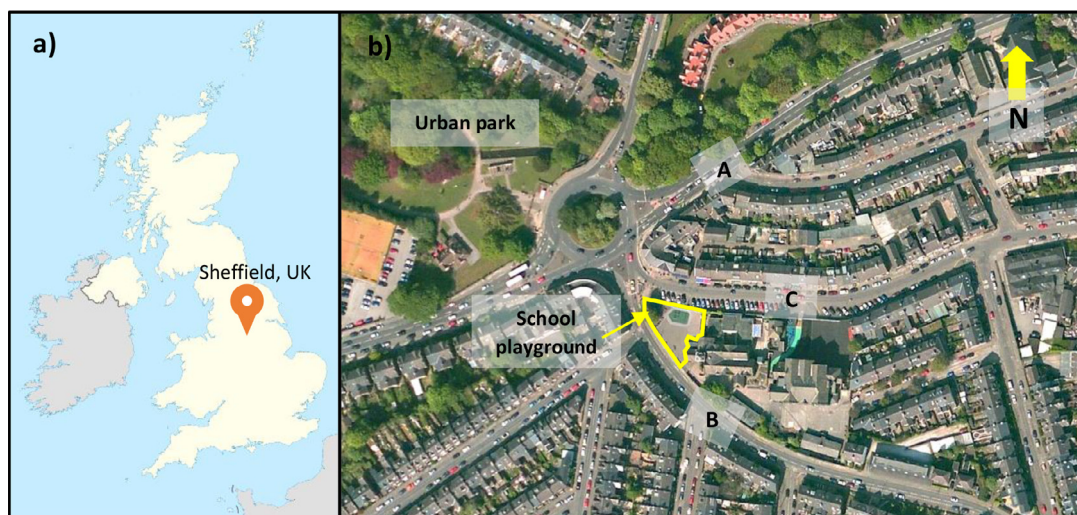 a)
Sheffield, UK
b)
Urban park
N
A
C
School
playground
B